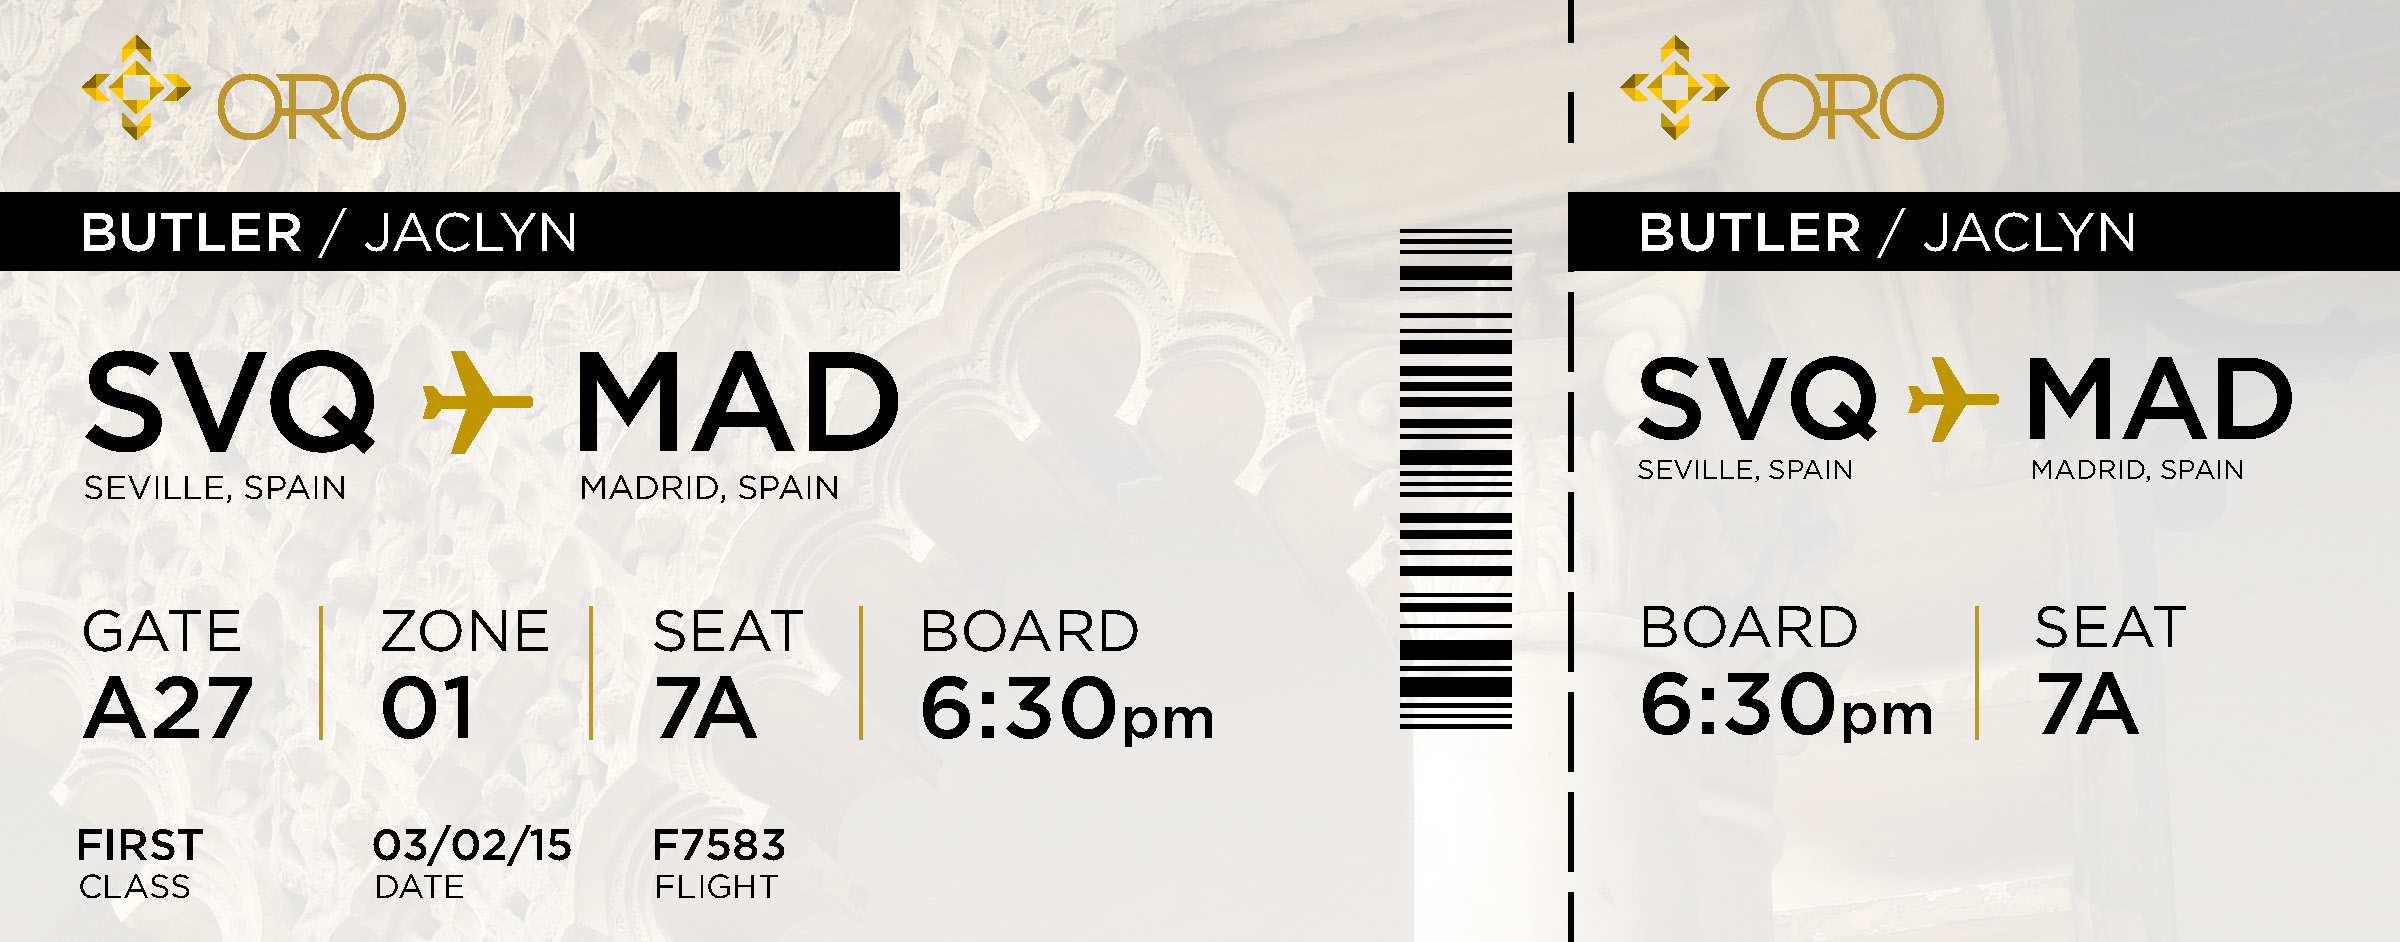 ORO
BUTLER / JACLYN
SVQ MAD
SEVILLE, SPAIN MADRID, SPAIN
GATE ZONE SEAT BOARD
A27 01 7A 6:30pm
FIRST 03/02/15 F7583
CLASS DATE FLIGHT
ORO
BUTLER / JACLYN
SVQ MAD
SEVILLE, SPAIN MADRID, SPAIN
BOARD SEAT
6:30pm 7A